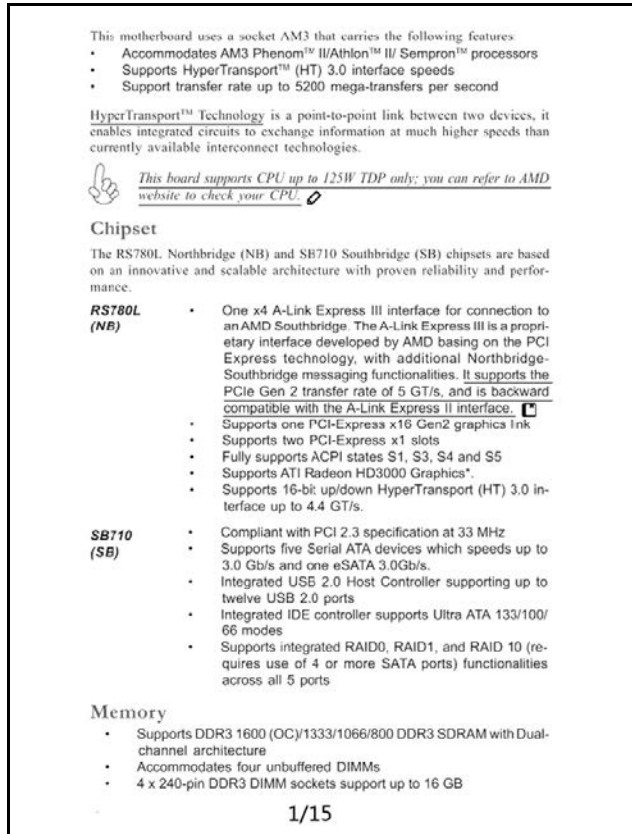 This motherboard uses a socket AM3 that carries the following features
• Accommodates AM3 Phenom™ II/Athlon™ II/ Sempron™ processors
• Supports HyperTransport™ (HT) 3.0 interface speeds
• Support transfer rate up to 5200 mega-transfers per second
HyperTransport™ Technology is a point-to-point link between two devices, it
enables integrated circuits to exchange information at much higher speeds than
currently available interconnect technologies.
This board supports CPU up to 125W TDP only; you can refer to AMD
website to check your CPU.
Chipset
The RS780L Northbridge (NB) and SB710 Southbridge (SB) chipsets are based
on an innovative and scalable architecture with proven reliability and perfor-
mance.
RS780L • One x4 A-Link Express III interface for connection to
(NB) an AMD Southbridge. The A-Link Express III is a propri-
etary interface developed by AMD basing on the PCI
Express technology, with additional Northbridge-
Southbridge messaging functionalities. It supports the
PCIe Gen 2 transfer rate of 5 GT/s, and is backward
compatible with the A-Link Express II interface.
• Supports one PCI-Express x16 Gen2 graphics link
• Supports two PCI-Express x1 slots
• Fully supports ACPI states S1, S3, S4 and S5
• Supports ATI Radeon HD3000 Graphics*.
• Supports 16-bit up/down HyperTransport (HT) 3.0 in-
terface up to 4.4 GT/s.
SB710 • Compliant with PCI 2.3 specification at 33 MHz
(SB) • Supports five Serial ATA devices which speeds up to
3.0 Gb/s and one eSATA 3.0Gb/s.
• Integrated USB 2.0 Host Controller supporting up to
twelve USB 2.0 ports
• Integrated IDE controller supports Ultra ATA 133/100/
66 modes
• Supports integrated RAID0, RAID1, and RAID 10 (re-
quires use of 4 or more SATA ports) functionalities
across all 5 ports
Memory
• Supports DDR3 1600 (OC)/1333/1066/800 DDR3 SDRAM with Dual-
channel architecture
• Accommodates four unbuffered DIMMs
• 4 x 240-pin DDR3 DIMM sockets support up to 16 GB
1/15